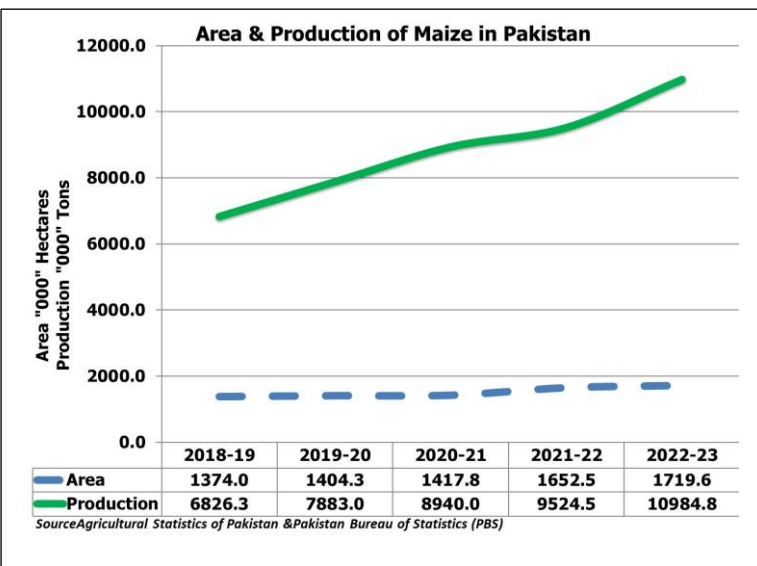 Area & Production of Maize in Pakistan
12000.0
10000.0
8000.0
6000.0
4000.0
2000.0
0.0
Area "000" Hectares
Production "000" Tons
2018-19 2019-20 2020-21 2021-22 2022-23
Area 1374.0 1404.3 1417.8 1652.5 1719.6
Production 6826.3 7883.0 8940.0 9524.5 10984.8
SourceAgricultural Statistics of Pakistan &Pakistan Bureau of Statistics (PBS)